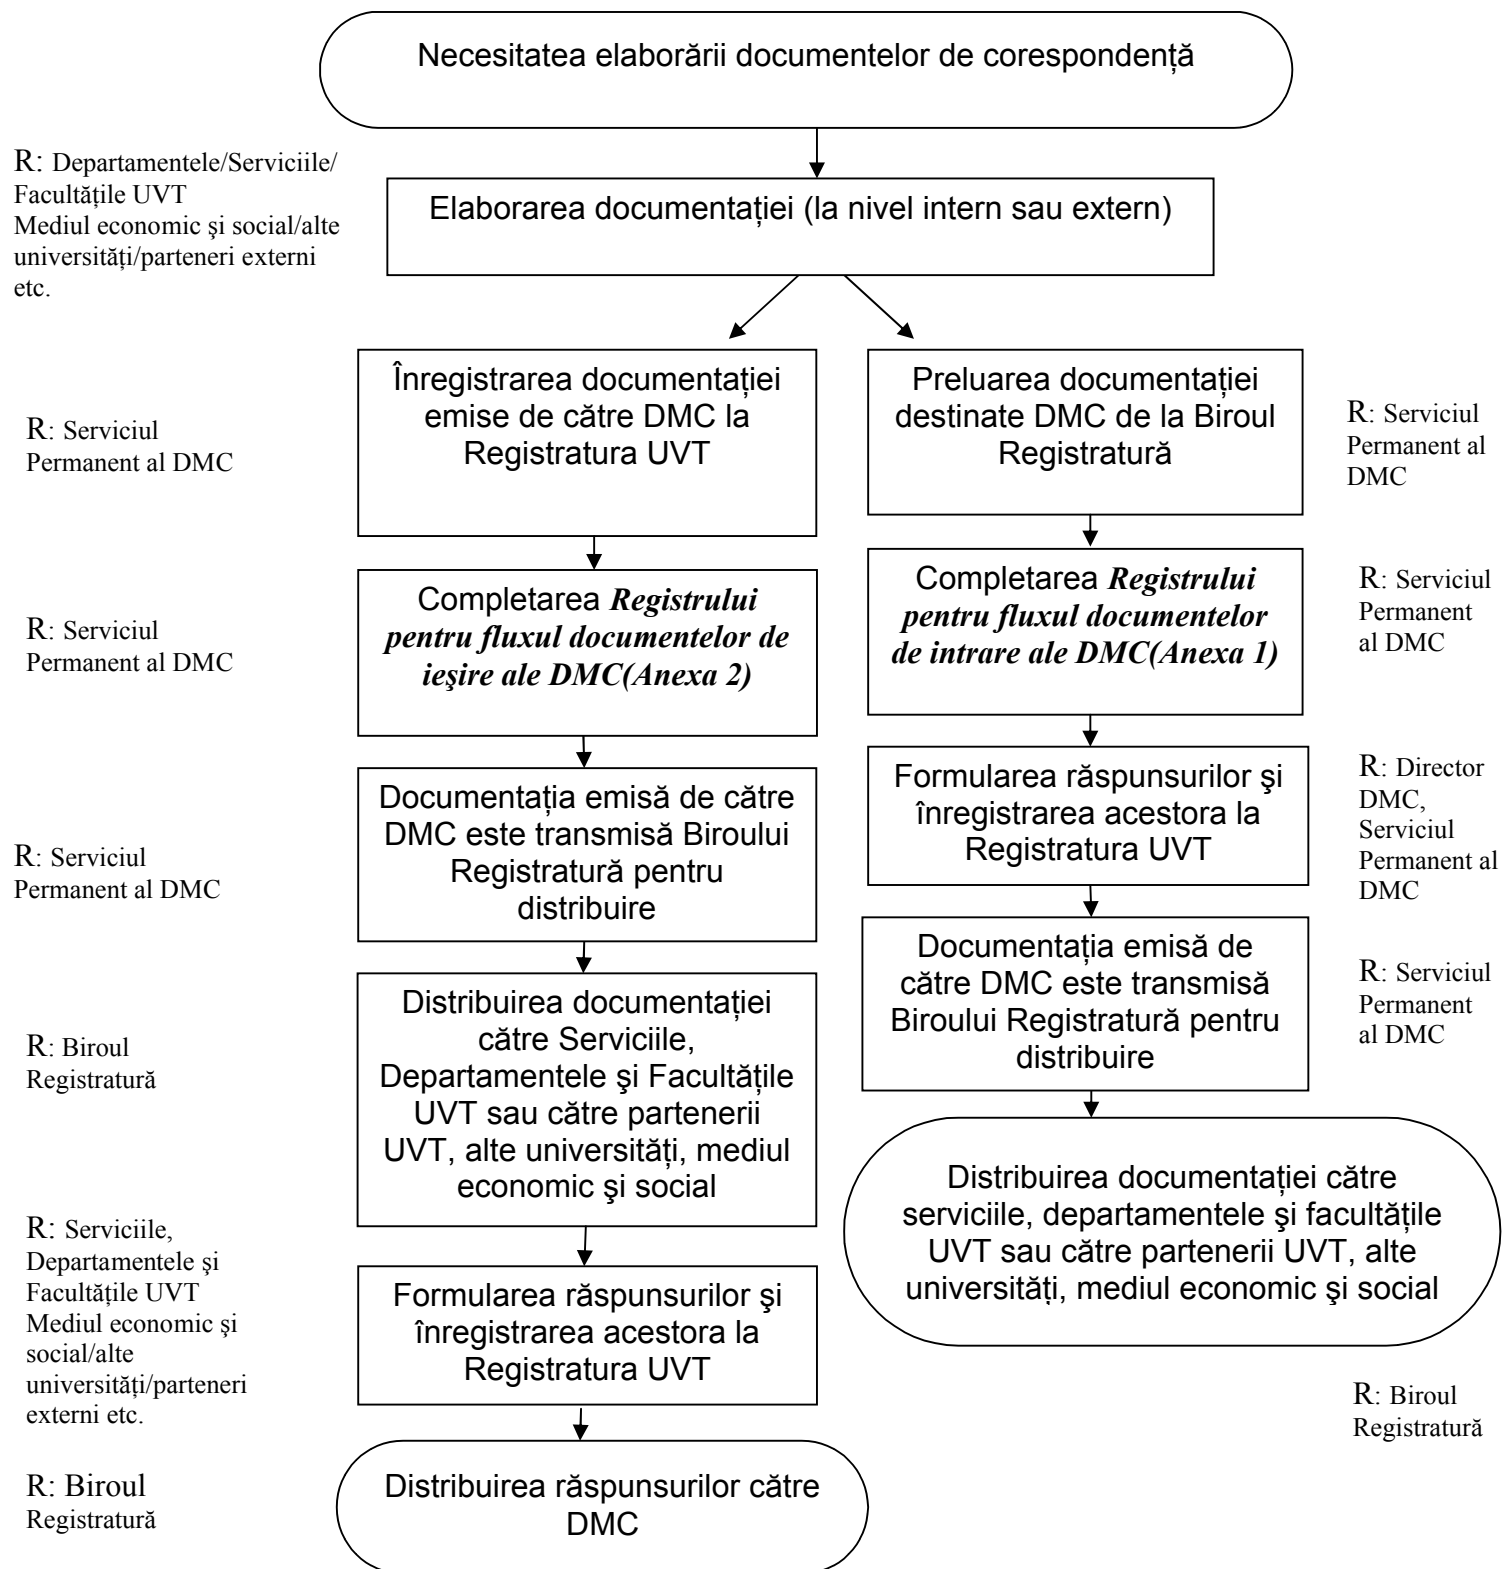 Necesitatea elaborării documentelor de corespondență
R: Departamentele/Serviciile/
Facultățile UVT
Mediul economic şi social/alte
universități/parteneri externi
etc.
Elaborarea documentației (la nivel intern sau extern)
R: Serviciul
Permanent al DMC
Înregistrarea documentației
emise de către DMC la
Registratura UVT
Preluarea documentației
destinate DMC de la Biroul
Registratură
R: Serviciul
Permanent al
DMC
R: Serviciul
Permanent al DMC
Completarea Registrului
pentru fluxul documentelor de
ieşire ale DMC(Anexa 2)
Completarea Registrului
pentru fluxul documentelor
de intrare ale DMC(Anexa 1)
R: Serviciul
Permanent
al DMC
R: Serviciul
Permanent al DMC
Documentația emisă de către
DMC este transmisă Biroului
Registratură pentru
distribuire
Formularea răspunsurilor şi
înregistrarea acestora la
Registratura UVT
R: Director
DMC,
Serviciul
Permanent al
DMC
R: Biroul
Registratură
Distribuirea documentației
către Serviciile,
Departamentele şi Facultățile
UVT sau către partenerii
UVT, alte universități, mediul
economic şi social
Documentația emisă de
către DMC este transmisă
Biroului Registratură pentru
distribuire
R: Serviciul
Permanent
al DMC
R: Serviciile,
Departamentele şi
Facultățile UVT
Mediul economic şi
social/alte
universități/parteneri
externi etc.
Formularea răspunsurilor şi
înregistrarea acestora la
Registratura UVT
Distribuirea documentației către
serviciile, departamentele şi facultățile
UVT sau către partenerii UVT, alte
universități, mediul economic şi social
R: Biroul
Registratură
R: Biroul
Registratură
Distribuirea răspunsurilor către
DMC